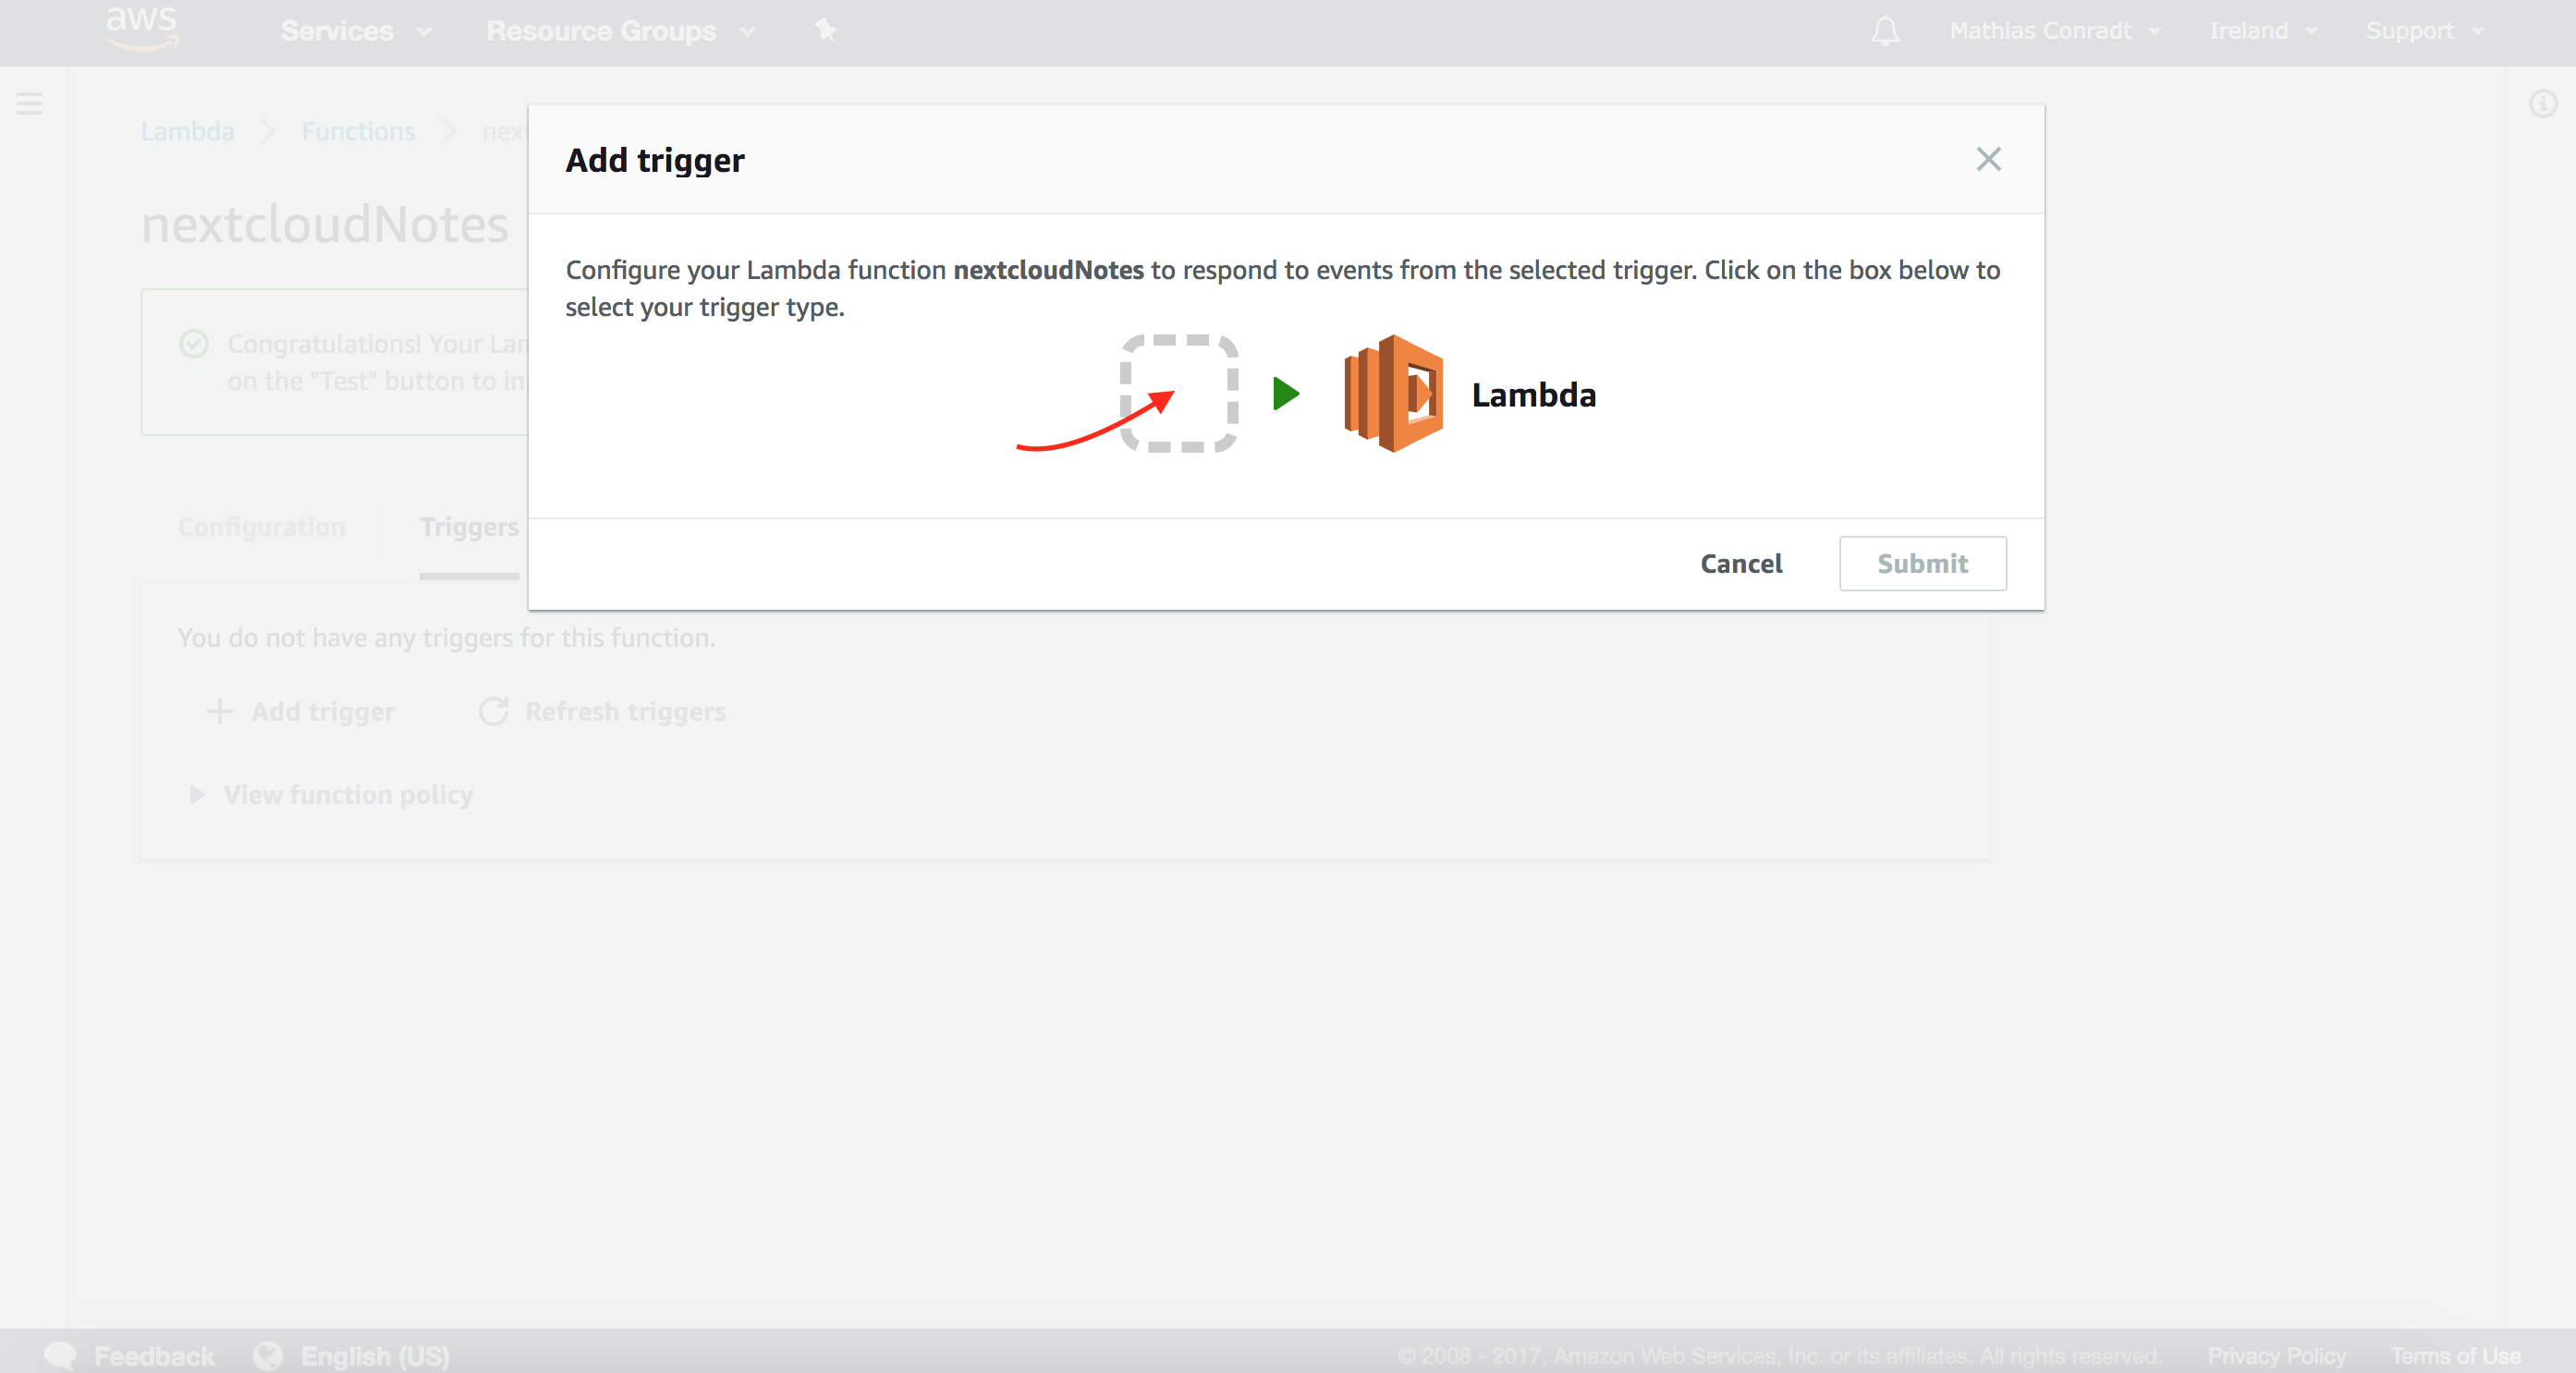 aws
Services
Resource Groups
Mathias Conradt
Ireland
Support
Lambda
Functions
next
Add trigger
nextcloudNotes
Configure your Lambda function nextcloudNotes to respond to events from the selected trigger. Click on the box below to
select your trigger type.
Congratulations! Your Lam
on the "Test" button to inp
Lambda
Configuration
Triggers
Cancel
Submit
You do not have any triggers for this function.
Add trigger
Refresh triggers
View function policy
Feedback
English (US)
© 2008 - 2017, Amazon Web Services, Inc. or its affiliates. All rights reserved.
Privacy Policy
Terms of Use